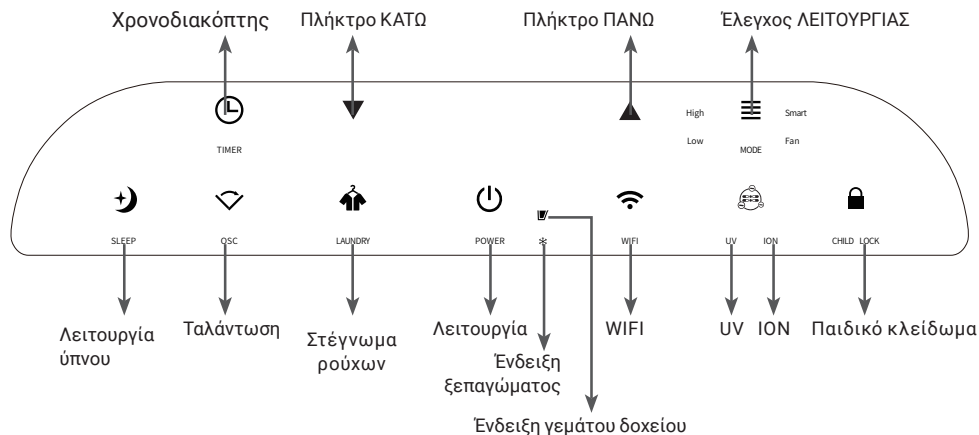 Χρονοδιακόπτης
Πλήκτρο ΚΑΤΩ
Πλήκτρο ΠΑΝΩ
Έλεγχος ΛΕΙΤΟΥΡΓΙΑΣ
High
Smart
TIMER
Low
MODE
Fan
SLEEP
OSC
LAUNDRY
POWER
WIFI
UV
ION
CHILD LOCK
Λειτουργία
ύπνου
Ταλάντωση
Στέγνωμα
ρούχων
Λειτουργία
Ένδειξη
ξεπαγώματος
WIFI
UV
ION
Παιδικό κλείδωμα
Ένδειξη γεμάτου δοχείου